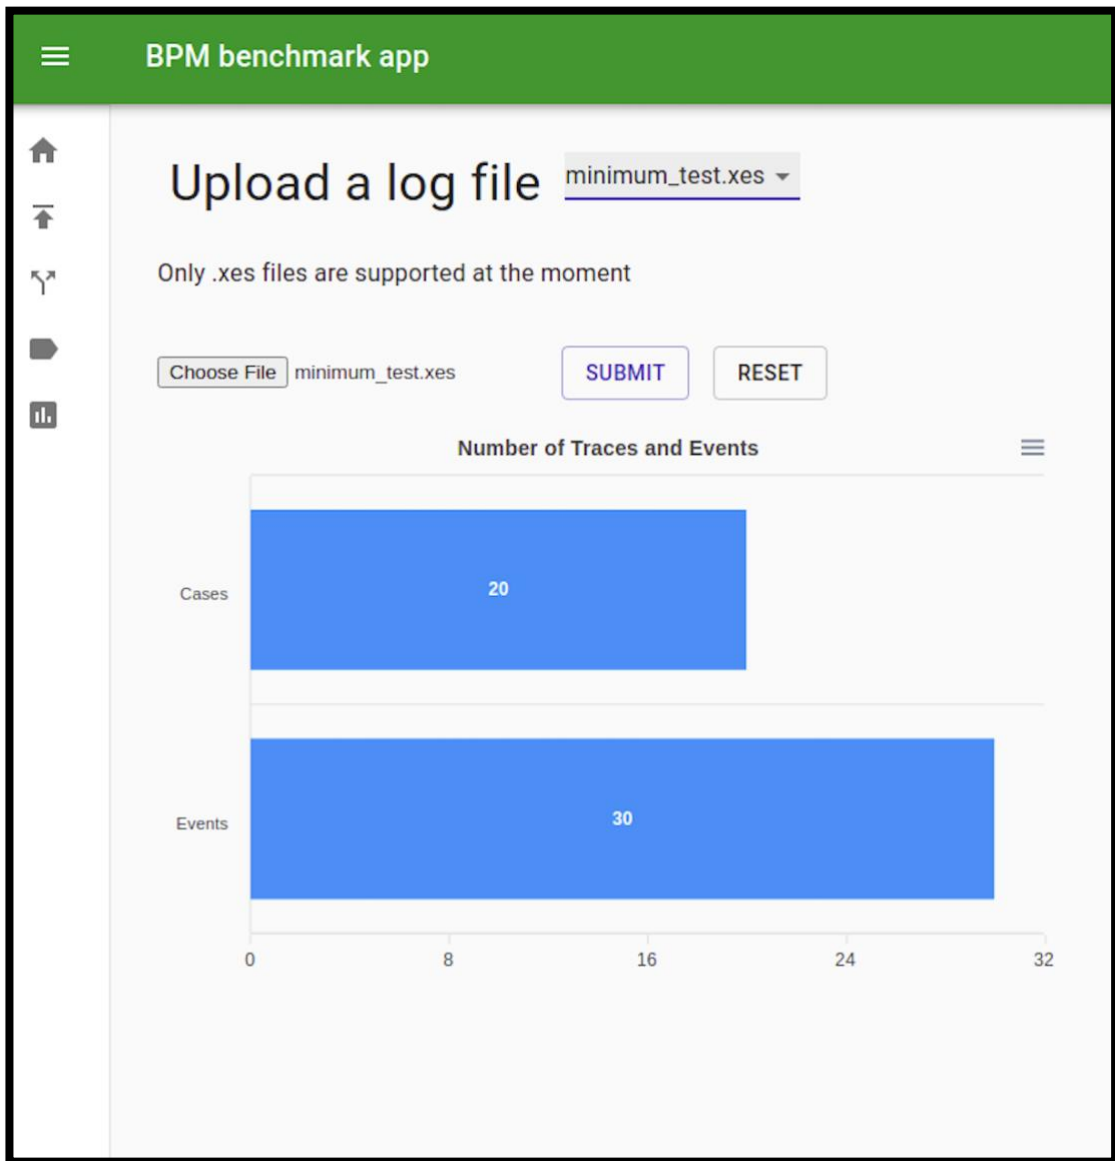 BPM benchmark app
Upload a log file minimum_test.xes
Only .xes files are supported at the moment
Choose File minimum_test.xes SUBMIT RESET
Number of Traces and Events
Cases 20
Events 30
0 8 16 24 32